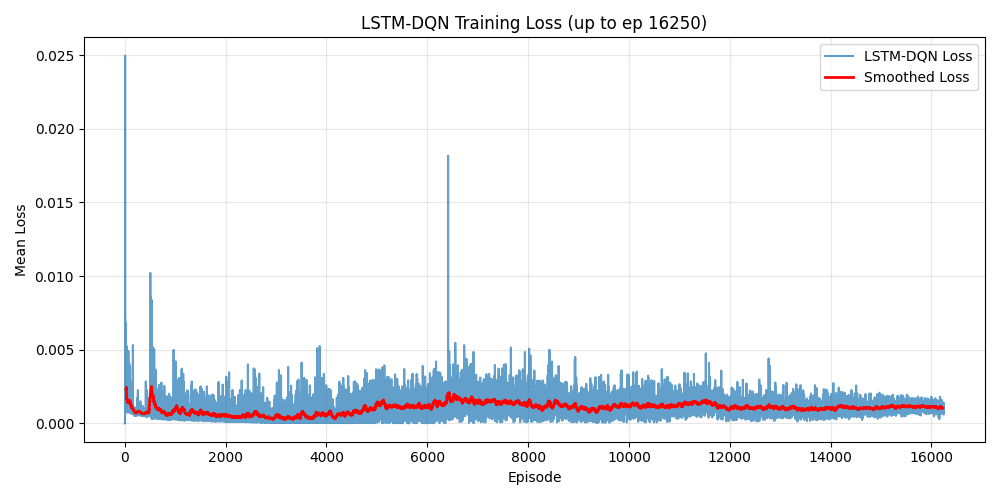 LSTM-DQN Training Loss (up to ep 16250)
LSTM-DQN Loss
Smoothed Loss
Mean Loss
0.025
0.020
0.015
0.010
0.005
0.000
0 2000 4000 6000 8000 10000 12000 14000 16000
Episode